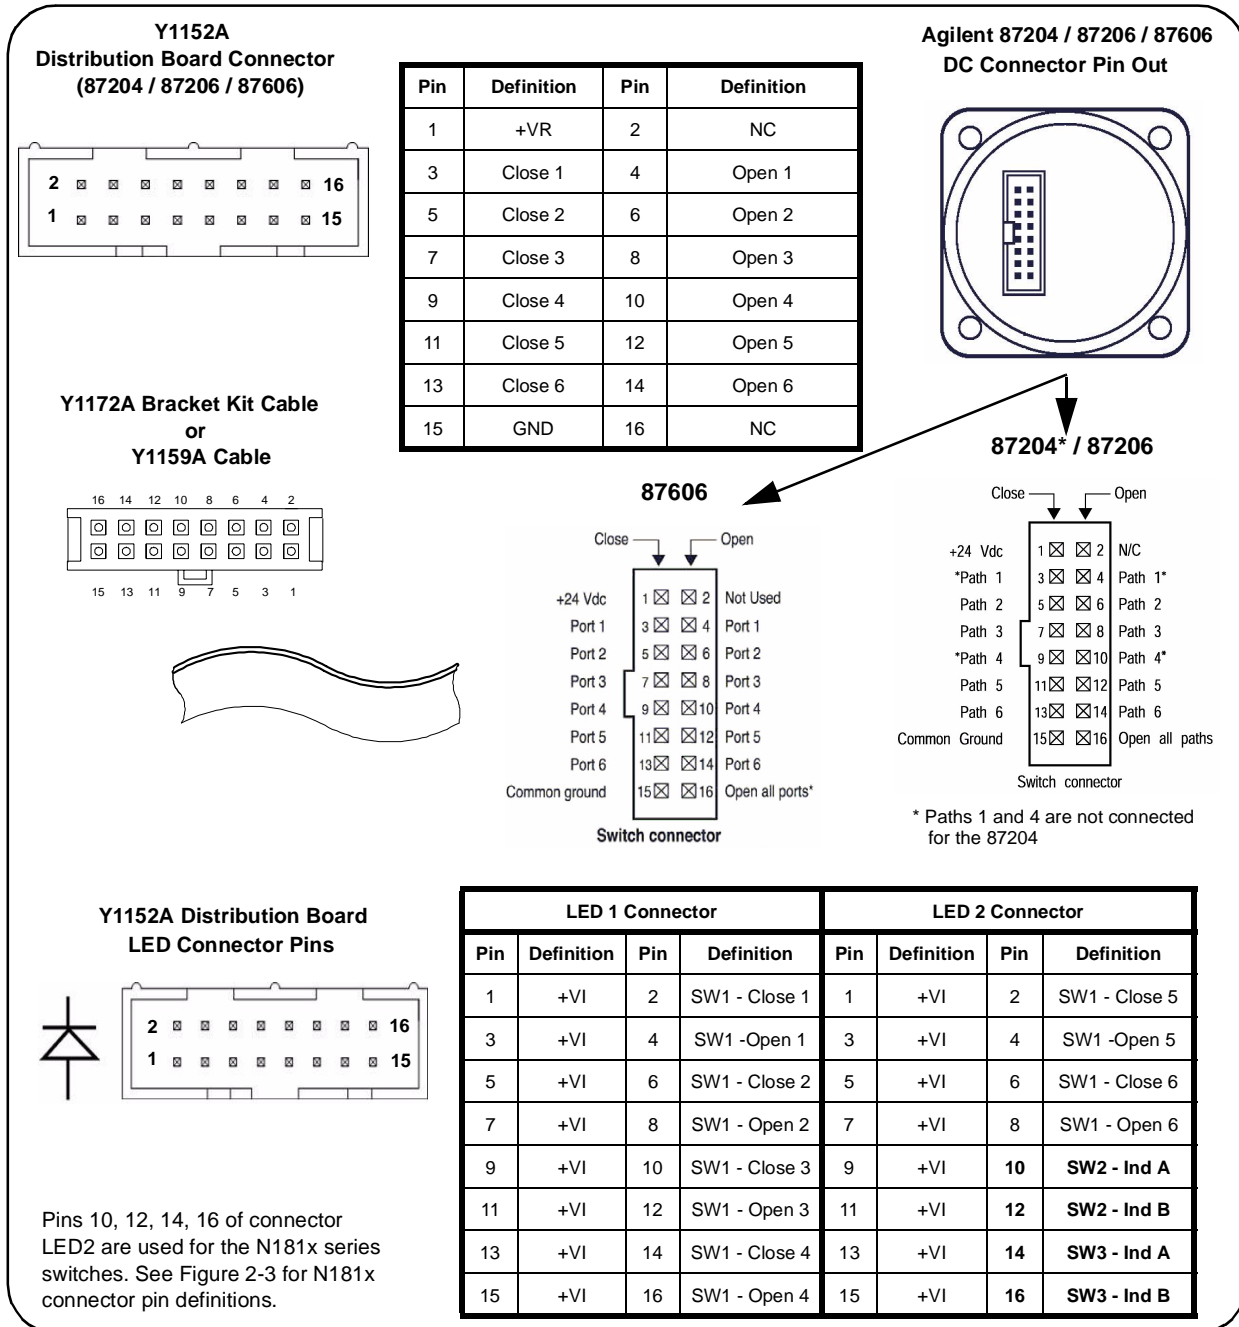 Y1152A
Distribution Board Connector
(87204 / 87206 / 87606)
2 16
1 15
Pin Definition Pin Definition
1 +VR 2 NC
3 Close 1 4 Open 1
5 Close 2 6 Open 2
7 Close 3 8 Open 3
9 Close 4 10 Open 4
11 Close 5 12 Open 5
13 Close 6 14 Open 6
15 GND 16 NC
Agilent 87204 / 87206 / 87606
DC Connector Pin Out
Y1172A Bracket Kit Cable
or
Y1159A Cable
16 14 12 10 8 6 4 2
15 13 11 9 7 5 3 1
87606
Close Open
+24 Vdc 1 2 Not Used
Port 1 3 4 Port 1
Port 2 5 6 Port 2
Port 3 7 8 Port 3
Port 4 9 10 Port 4
Port 5 11 12 Port 5
Port 6 13 14 Port 6
Common ground 15 16 Open all ports*
Switch connector
87204* / 87206
Close Open
+24 Vdc 1 2 N/C
*Path 1 3 4 Path 1*
Path 2 5 6 Path 2
Path 3 7 8 Path 3
*Path 4 9 10 Path 4*
Path 5 11 12 Path 5
Path 6 13 14 Path 6
Common Ground 15 16 Open all paths
Switch connector
* Paths 1 and 4 are not connected
for the 87204
Y1152A Distribution Board
LED Connector Pins
2 16
1 15
Pins 10, 12, 14, 16 of connector
LED2 are used for the N181x series
switches. See Figure 2-3 for N181x
connector pin definitions.
LED 1 Connector LED 2 Connector
Pin Definition Pin Definition Pin Definition Pin Definition
1 +VI 2 SW1 - Close 1 1 +VI 2 SW1 - Close 5
3 +VI 4 SW1 -Open 1 3 +VI 4 SW1 -Open 5
5 +VI 6 SW1 - Close 2 5 +VI 6 SW1 - Close 6
7 +VI 8 SW1 - Open 2 7 +VI 8 SW1 - Open 6
9 +VI 10 SW1 - Close 3 9 +VI 10 SW2 - Ind A
11 +VI 12 SW1 - Open 3 11 +VI 12 SW2 - Ind B
13 +VI 14 SW1 - Close 4 13 +VI 14 SW3 - Ind A
15 +VI 16 SW1 - Open 4 15 +VI 16 SW3 - Ind B